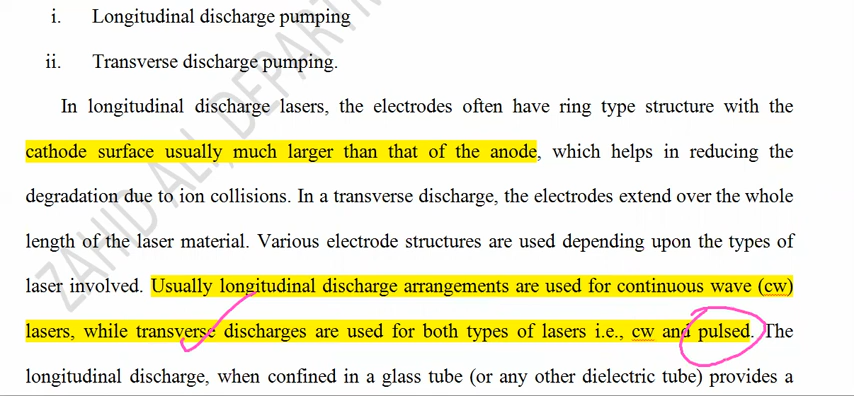 i. Longitudinal discharge pumping
ii. Transverse discharge pumping.
In longitudinal discharge lasers, the electrodes often have ring type structure with the
cathode surface usually much larger than that of the anode, which helps in reducing the
degradation due to ion collisions. In a transverse discharge, the electrodes extend over the whole
length of the laser material. Various electrode structures are used depending upon the types of
laser involved. Usually longitudinal discharge arrangements are used for continuous wave (cw)
lasers, while transverse discharges are used for both types of lasers i.e., cw and pulsed. The
longitudinal discharge, when confined in a glass tube (or any other dielectric tube) provides a
ZAHID ALI, DEPARTM